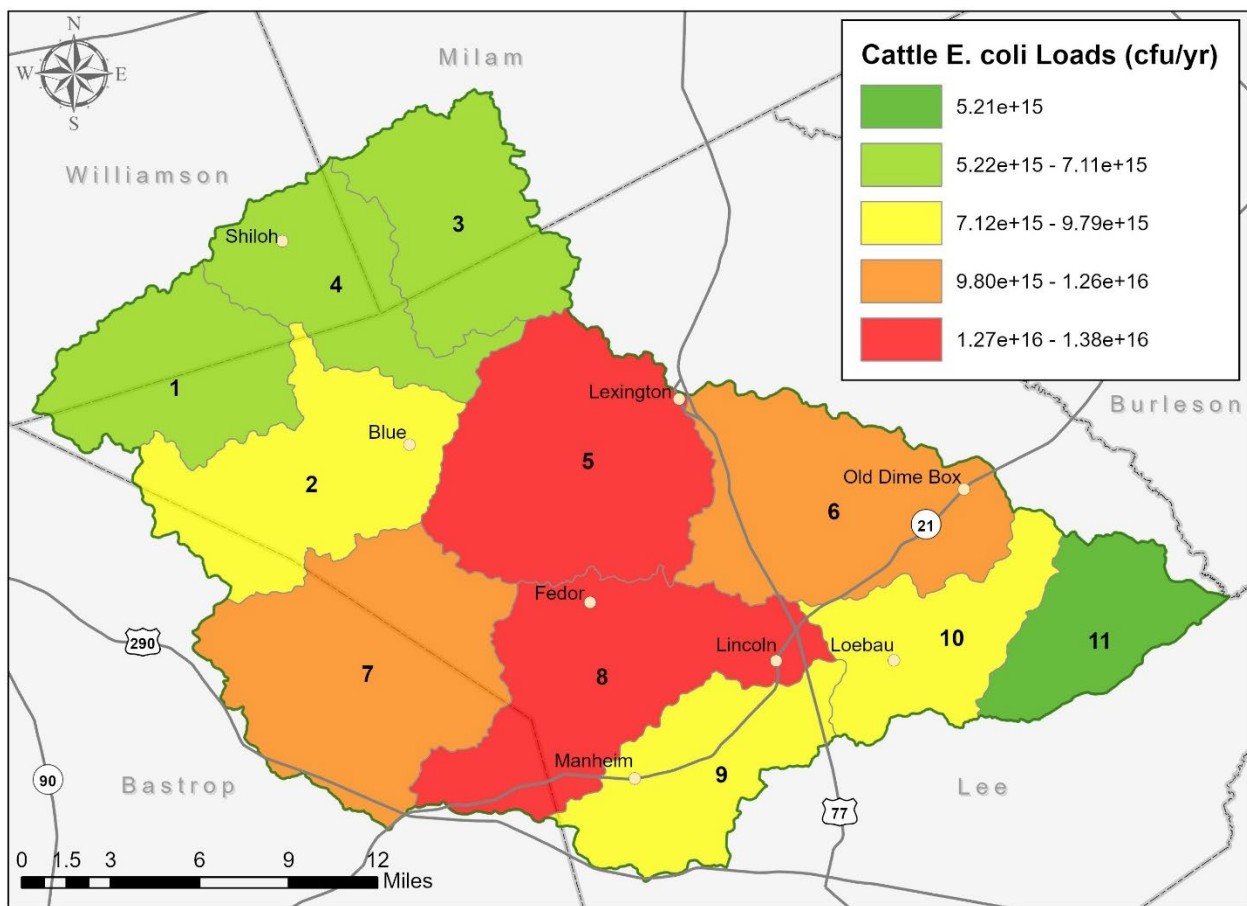 N
W E
S
Milam
Williamson
Burleson
Bastrop
Lee
Cattle E. coli Loads (cfu/yr)
5.21e+15
5.22e+15 - 7.11e+15
7.12e+15 - 9.79e+15
9.80e+15 - 1.26e+16
1.27e+16 - 1.38e+16
3
Shiloh
4
1
Lexington
Blue
5
2
Old Dime Box
6
21
Fedor
290
Lincoln
Loebau
10
11
7
8
Manheim
9
90
77
0 1.5 3 6 9 12
Miles